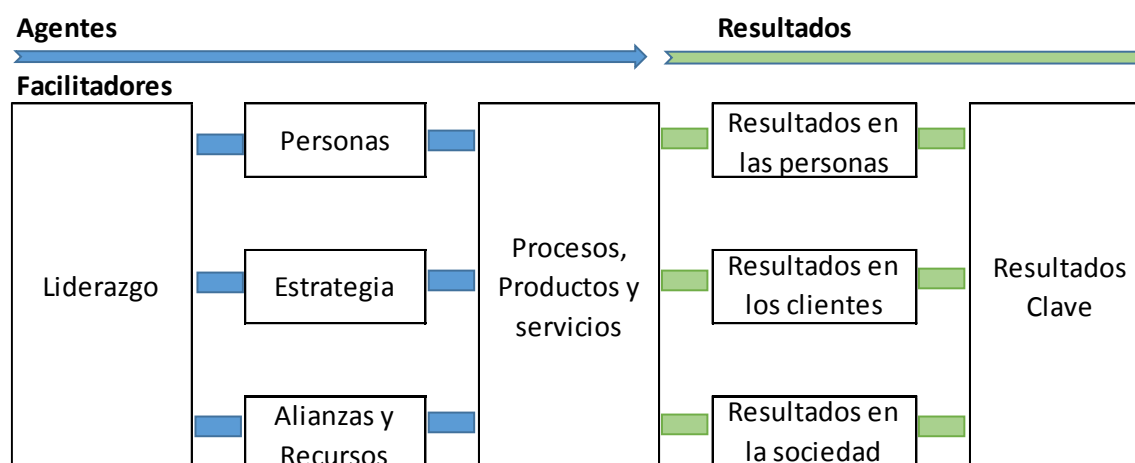 Agentes
Facilitadores
Resultados
Liderazgo
Personas
Estrategia
Alianzas y
Recursos
Procesos,
Productos y
servicios
Resultados en
las personas
Resultados en
los clientes
Resultados en
la sociedad
Resultados
Clave